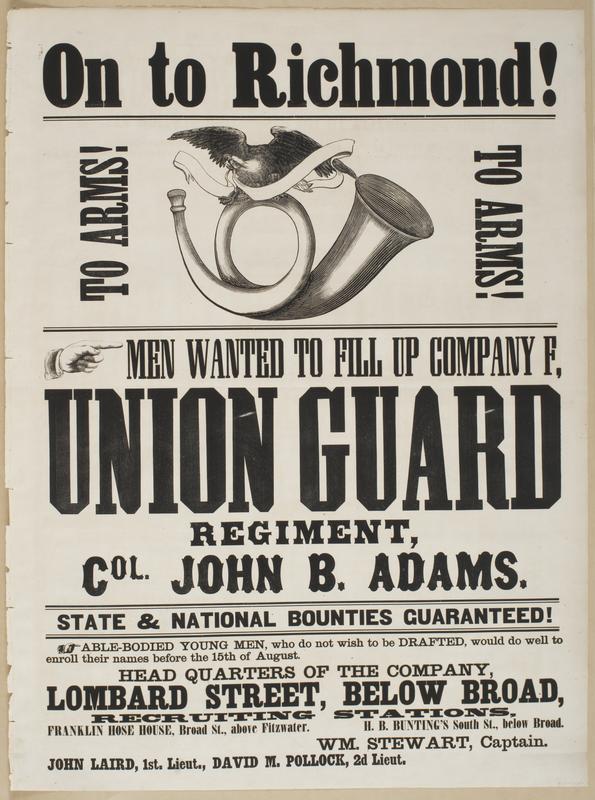 On to Richmond!
TO ARMS!
TO ARMS!
MEN WANTED TO FILL UP COMPANY F,
UNION GUARD
REGIMENT,
COL. JOHN B. ADAMS.
STATE & NATIONAL BOUNTIES GUARANTEED!
ABLE-BODIED YOUNG MEN, who do not wish to be DRAFTED, would do well to
enroll their names before the 15th of August.
HEAD QUARTERS OF THE COMPANY,
LOMBARD STREET, BELOW BROAD,
RECRUITING STATIONS,
FRANKLIN HOSE HOUSE, Broad St., above Fitzwater. H. B. BUNTING'S South St., below Broad.
WM. STEWART, Captain.
JOHN LAIRD, 1st. Lieut., DAVID M. POLLOCK, 2d Lieut.